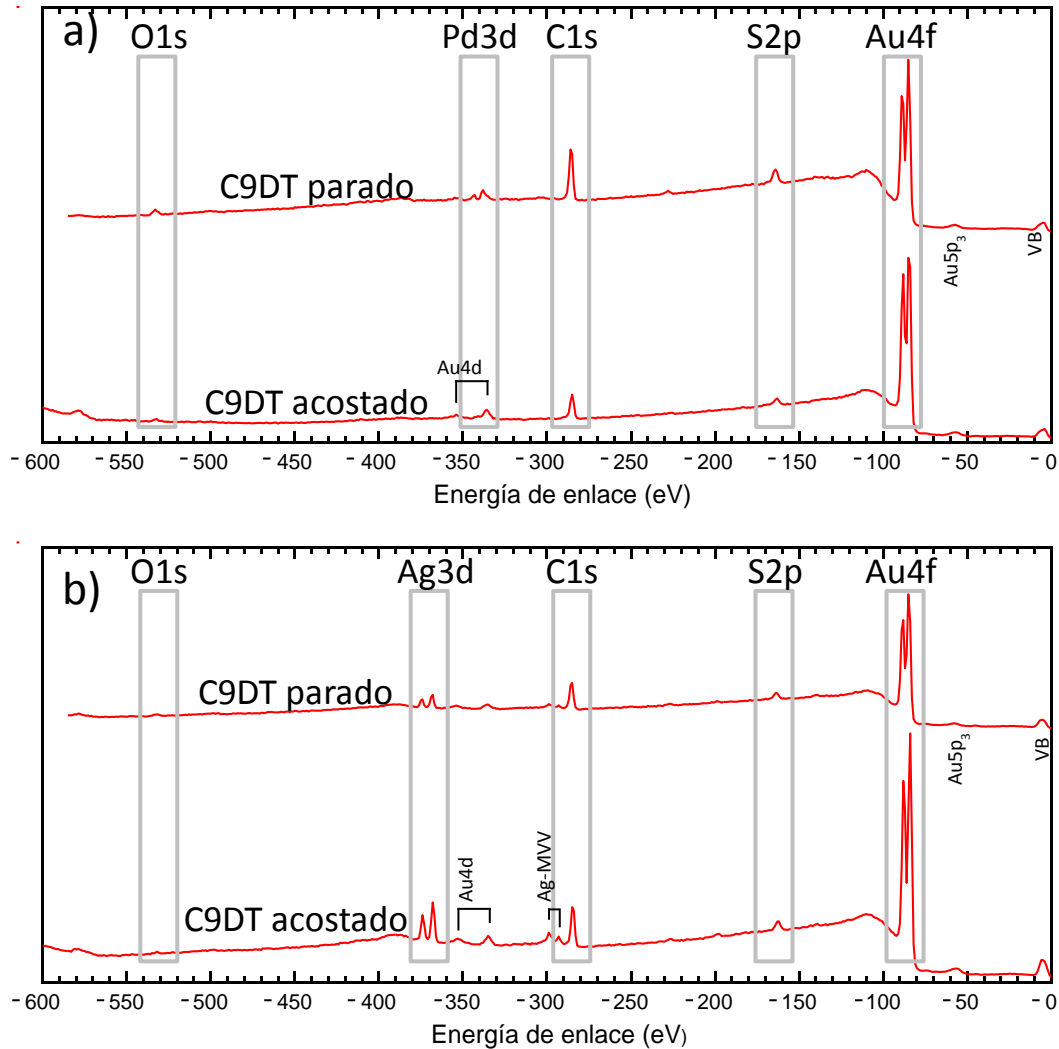 a)
O1s Pd3d C1s S2p Au4f
C9DT parado
Au5p3
VB
Au4d
C9DT acostado
-600 -550 -500 -450 -400 -350 -300 -250 -200 -150 -100 -50 -0
Energía de enlace (eV)
b)
O1s Ag3d C1s S2p Au4f
C9DT parado
Au5p3
VB
Au4d
Ag-MVV
C9DT acostado
-600 -550 -500 -450 -400 -350 -300 -250 -200 -150 -100 -50 -0
Energía de enlace (eV)